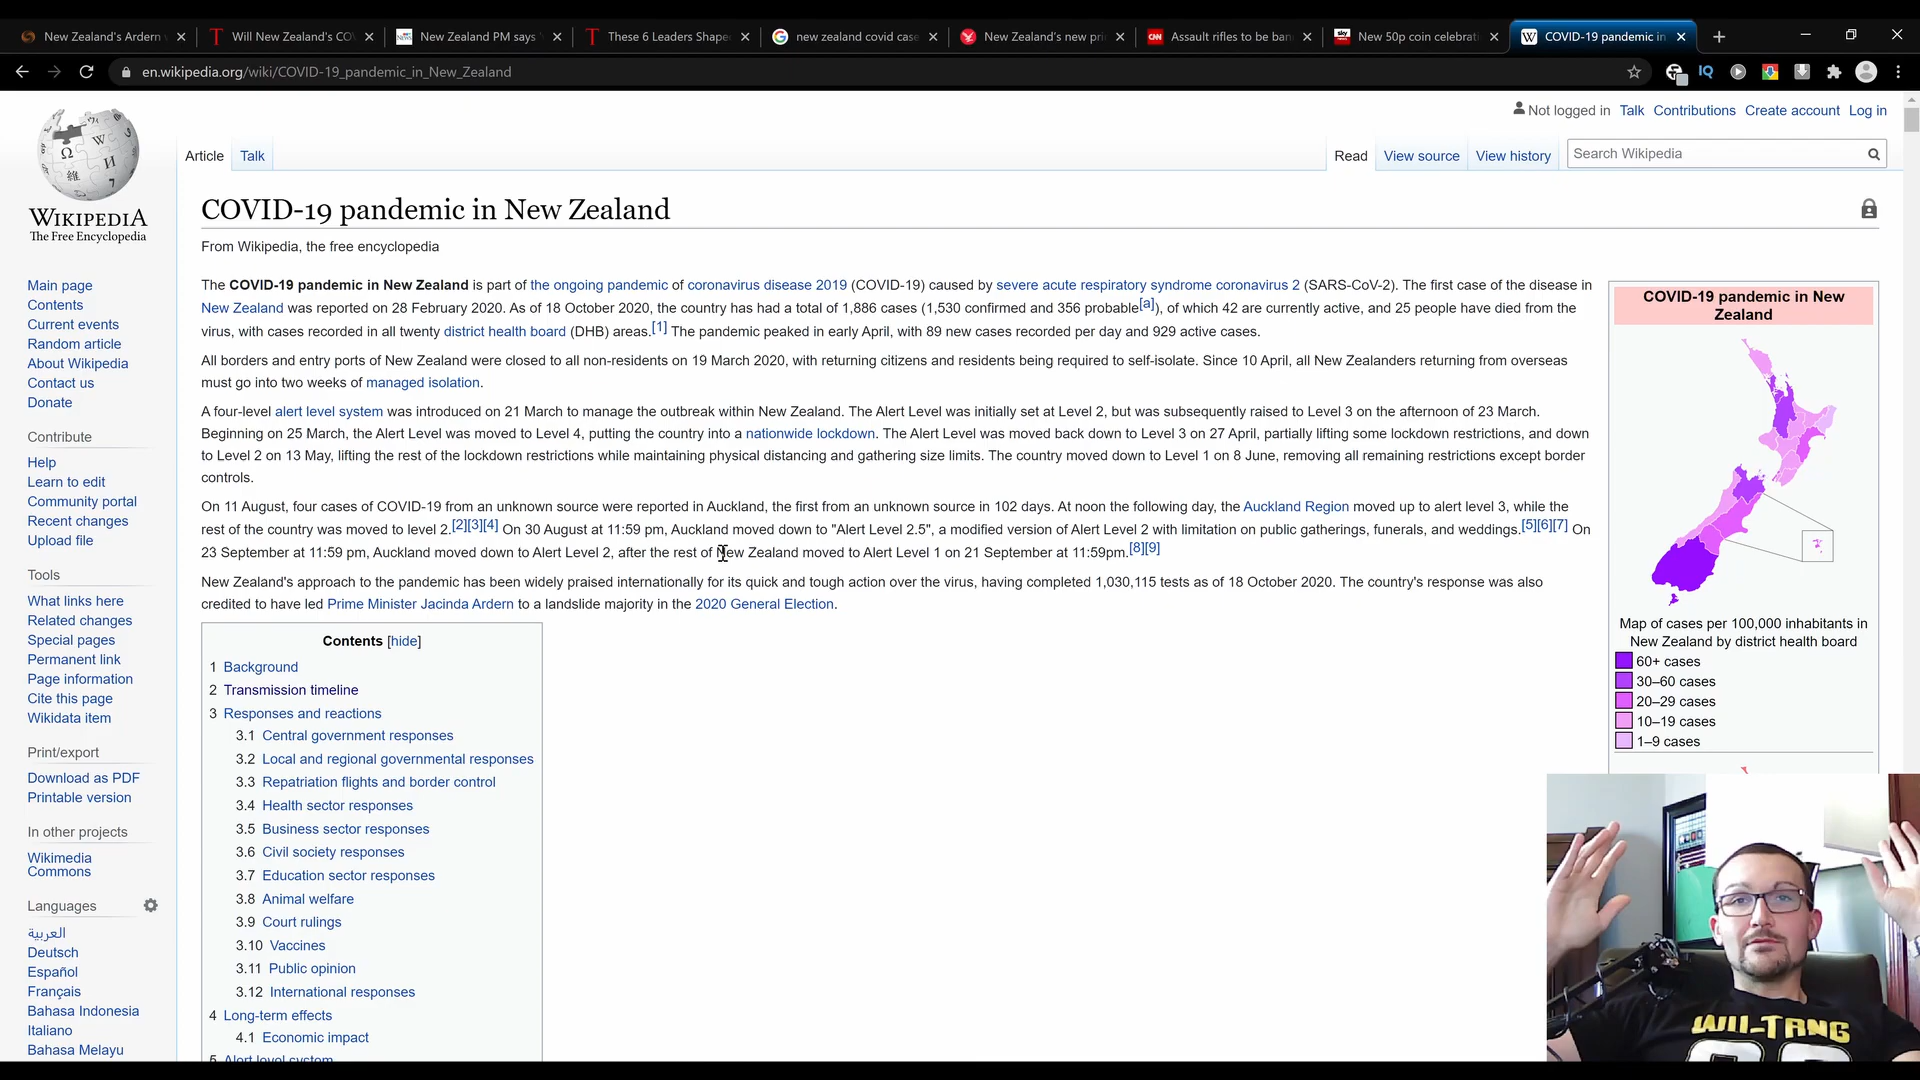 New Zealand's Ardern
Will New Zealand's CO
New Zealand PM says '
These 6 Leaders Shape
new zealand covid case
New Zealand's new pri
Assault rifles to be ban
New 50p coin celebrati
COVID-19 pandemic in
en.wikipedia.org/wiki/COVID-19_pandemic_in_New_Zealand
Not logged in Talk Contributions Create account Log in
Article Talk Read View source View history Search Wikipedia
WIKIPEDIA
The Free Encyclopedia
Main page
Contents
Current events
Random article
About Wikipedia
Contact us
Donate
Contribute
Help
Learn to edit
Community portal
Recent changes
Upload file
Tools
What links here
Related changes
Special pages
Permanent link
Page information
Cite this page
Wikidata item
Print/export
Download as PDF
Printable version
In other projects
Wikimedia
Commons
Languages
العربية
Deutsch
Español
Français
Bahasa Indonesia
Italiano
Bahasa Melayu
COVID-19 pandemic in New Zealand
From Wikipedia, the free encyclopedia
The COVID-19 pandemic in New Zealand is part of the ongoing pandemic of coronavirus disease 2019 (COVID-19) caused by severe acute respiratory syndrome coronavirus 2 (SARS-CoV-2). The first case of the disease in
New Zealand was reported on 28 February 2020. As of 18 October 2020, the country has had a total of 1,886 cases (1,530 confirmed and 356 probable[a]), of which 42 are currently active, and 25 people have died from the
virus, with cases recorded in all twenty district health board (DHB) areas.[1] The pandemic peaked in early April, with 89 new cases recorded per day and 929 active cases.
All borders and entry ports of New Zealand were closed to all non-residents on 19 March 2020, with returning citizens and residents being required to self-isolate. Since 10 April, all New Zealanders returning from overseas
must go into two weeks of managed isolation.
A four-level alert level system was introduced on 21 March to manage the outbreak within New Zealand. The Alert Level was initially set at Level 2, but was subsequently raised to Level 3 on the afternoon of 23 March.
Beginning on 25 March, the Alert Level was moved to Level 4, putting the country into a nationwide lockdown. The Alert Level was moved back down to Level 3 on 27 April, partially lifting some lockdown restrictions, and down
to Level 2 on 13 May, lifting the rest of the lockdown restrictions while maintaining physical distancing and gathering size limits. The country moved down to Level 1 on 8 June, removing all remaining restrictions except border
controls.
On 11 August, four cases of COVID-19 from an unknown source were reported in Auckland, the first from an unknown source in 102 days. At noon the following day, the Auckland Region moved up to alert level 3, while the
rest of the country was moved to level 2.[2][3][4] On 30 August at 11:59 pm, Auckland moved down to "Alert Level 2.5", a modified version of Alert Level 2 with limitation on public gatherings, funerals, and weddings.[5][6][7] On
23 September at 11:59 pm, Auckland moved down to Alert Level 2, after the rest of New Zealand moved to Alert Level 1 on 21 September at 11:59pm.[8][9]
New Zealand's approach to the pandemic has been widely praised internationally for its quick and tough action over the virus, having completed 1,030,115 tests as of 18 October 2020. The country's response was also
credited to have led Prime Minister Jacinda Ardern to a landslide majority in the 2020 General Election.
Contents [hide]
1 Background
2 Transmission timeline
3 Responses and reactions
3.1 Central government responses
3.2 Local and regional governmental responses
3.3 Repatriation flights and border control
3.4 Health sector responses
3.5 Business sector responses
3.6 Civil society responses
3.7 Education sector responses
3.8 Animal welfare
3.9 Court rulings
3.10 Vaccines
3.11 Public opinion
3.12 International responses
4 Long-term effects
4.1 Economic impact
5 Alert level system
COVID-19 pandemic in New
Zealand
Map of cases per 100,000 inhabitants in
New Zealand by district health board
60+ cases
30–60 cases
20–29 cases
10–19 cases
1–9 cases
WU-TANG